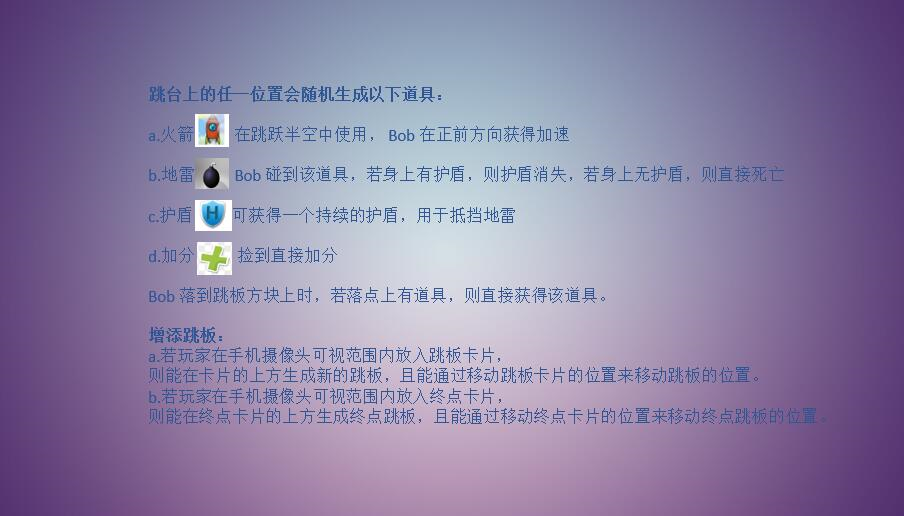 跳台上的任一位置会随机生成以下道具：
a.火箭 在跳跃半空中使用， Bob 在正前方向获得加速
b.地雷 Bob 碰到该道具，若身上有护盾，则护盾消失，若身上无护盾，则直接死亡
c.护盾 H 可获得一个持续的护盾，用于抵挡地雷
d.加分 捡到直接加分
Bob 落到跳板方块上时，若落点上有道具，则直接获得该道具。
增添跳板：
a.若玩家在手机摄像头可视范围内放入跳板卡片，
则能在卡片的上方生成新的跳板，且能通过移动跳板卡片的位置来移动跳板的位置。
b.若玩家在手机摄像头可视范围内放入终点卡片，
则能在终点卡片的上方生成终点跳板，且能通过移动终点卡片的位置来移动终点跳板的位置。